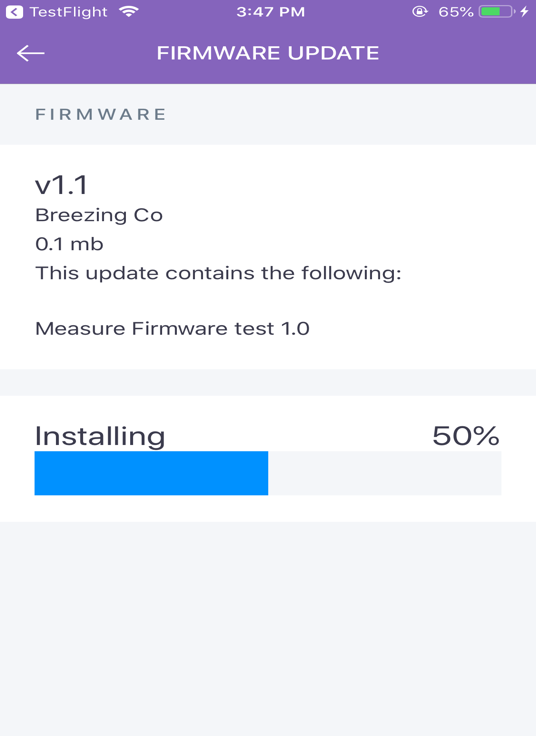 TestFlight 3:47 PM 65%
FIRMWARE UPDATE
FIRMWARE
v1.1
Breezing Co
0.1 mb
This update contains the following:
Measure Firmware test 1.0
Installing 50%